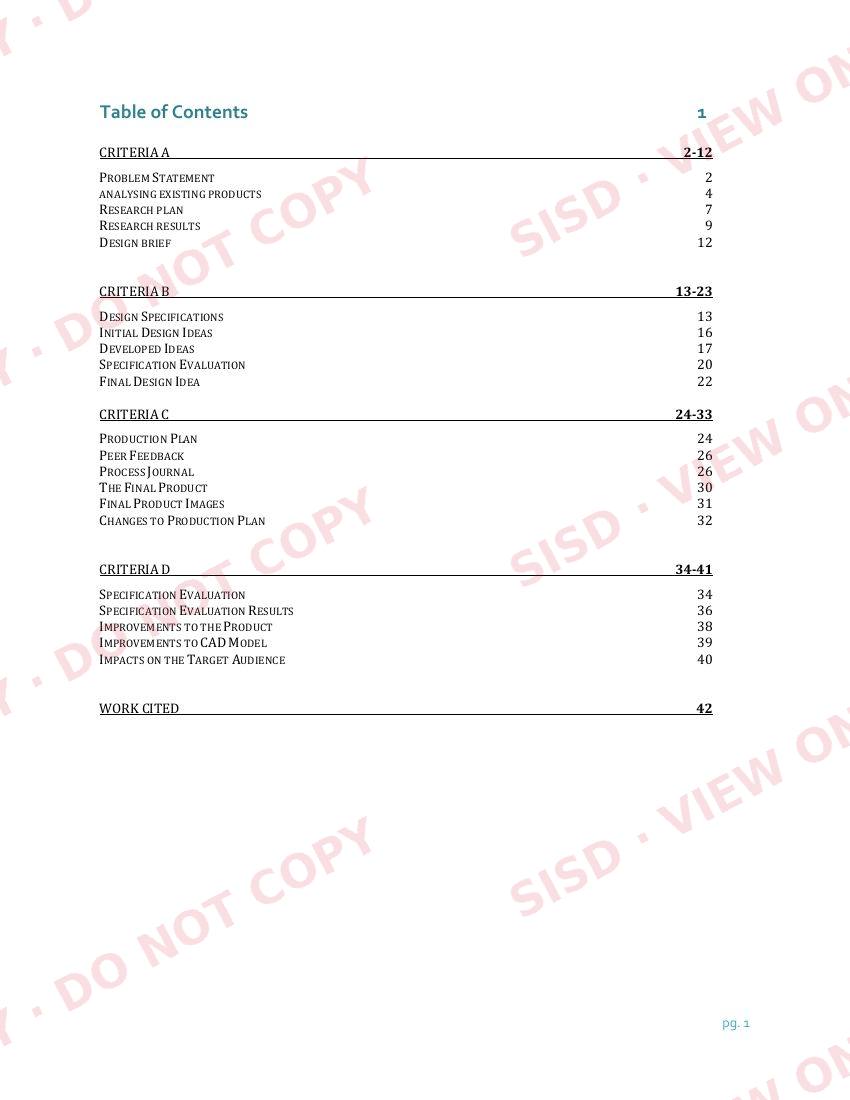 Table of Contents 1
CRITERIA A 2-12
PROBLEM STATEMENT 2
ANALYSING EXISTING PRODUCTS 4
RESEARCH PLAN 7
RESEARCH RESULTS 9
DESIGN BRIEF 12
CRITERIA B 13-23
DESIGN SPECIFICATIONS 13
INITIAL DESIGN IDEAS 16
DEVELOPED IDEAS 17
SPECIFICATION EVALUATION 20
FINAL DESIGN IDEA 22
CRITERIA C 24-33
PRODUCTION PLAN 24
PEER FEEDBACK 26
PROCESS JOURNAL 26
THE FINAL PRODUCT 30
FINAL PRODUCT IMAGES 31
CHANGES TO PRODUCTION PLAN 32
CRITERIA D 34-41
SPECIFICATION EVALUATION 34
SPECIFICATION EVALUATION RESULTS 36
IMPROVEMENTS TO THE PRODUCT 38
IMPROVEMENTS TO CAD MODEL 39
IMPACTS ON THE TARGET AUDIENCE 40
WORK CITED 42
pg. 1
SISD · VIEW ON
Y · DO NOT COPY
SISD · VIEW ON
Y · DO NOT COPY
SISD · VIEW ON
Y · DO NOT COPY